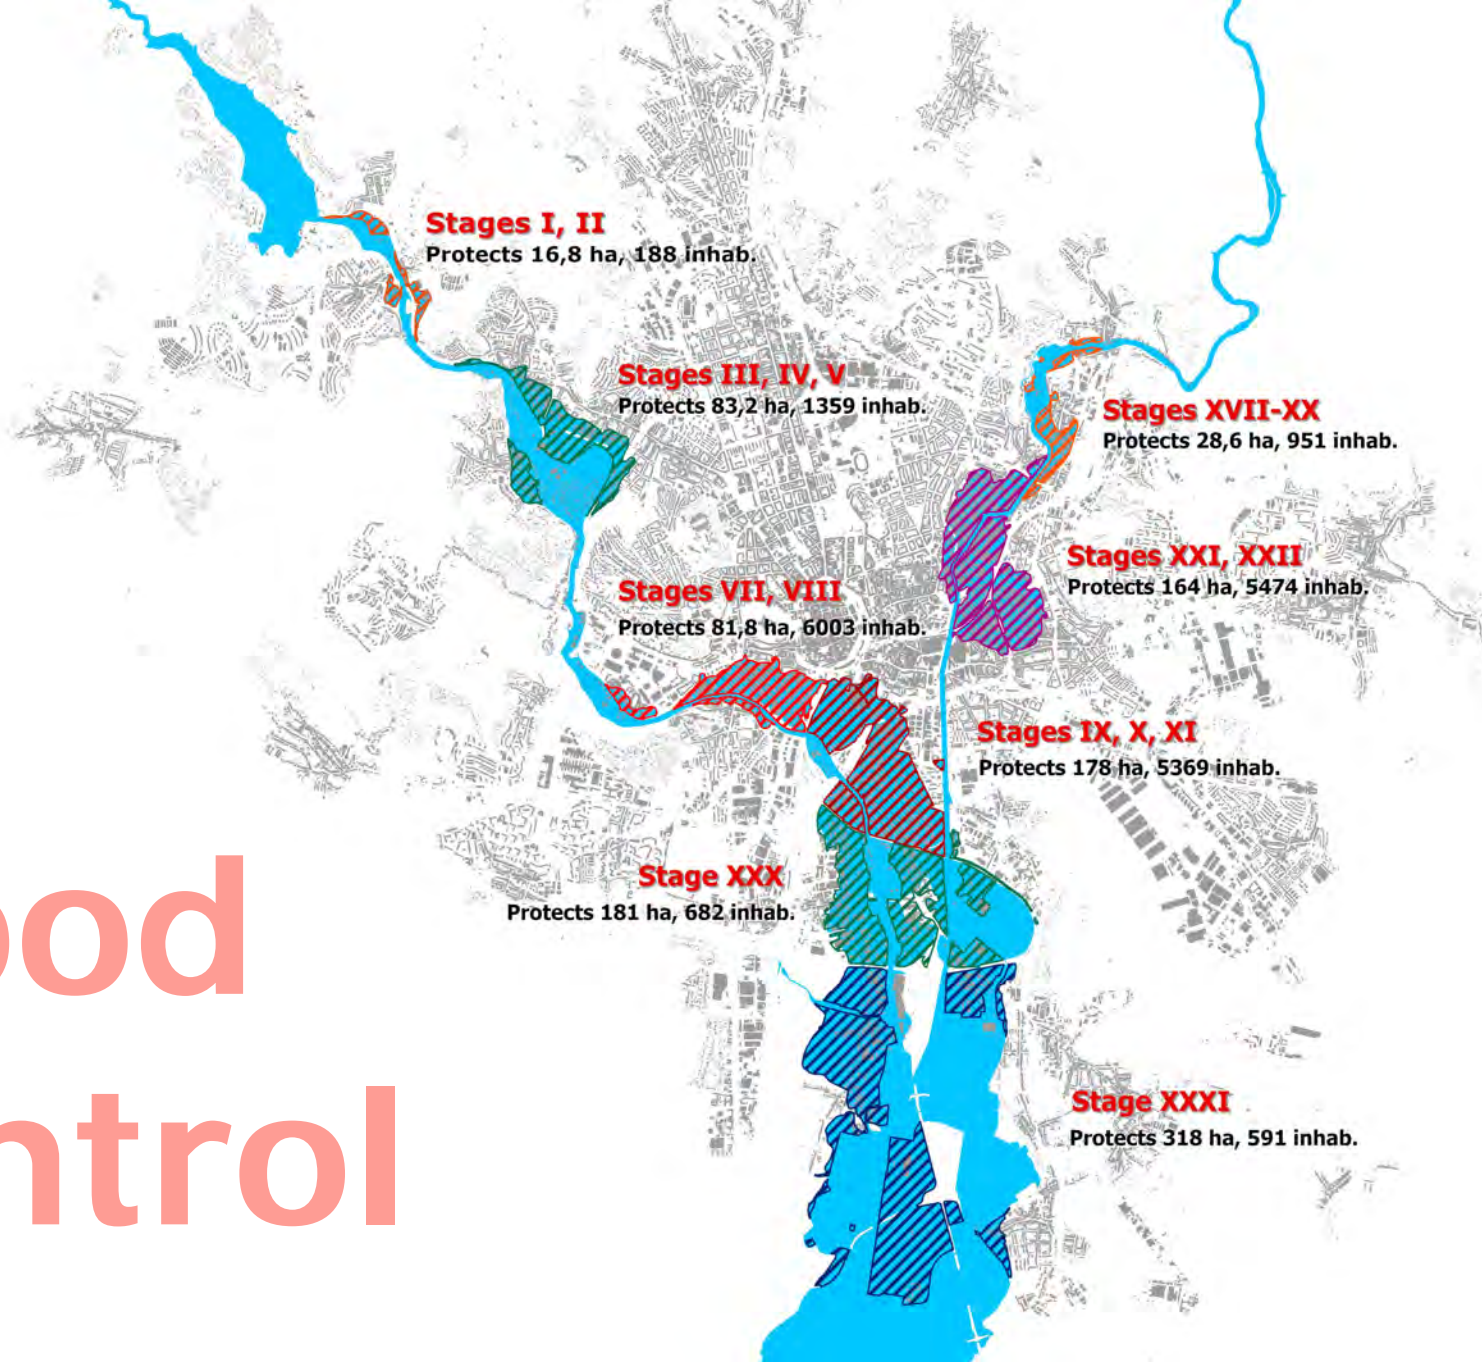 Stages I, II
Protects 16,8 ha, 188 inhab.
Stages III, IV, V
Protects 83,2 ha, 1359 inhab.
Stages XVII-XX
Protects 28,6 ha, 951 inhab.
Stages XXI, XXII
Protects 164 ha, 5474 inhab.
Stages VII, VIII
Protects 81,8 ha, 6003 inhab.
Stages IX, X, XI
Protects 178 ha, 5369 inhab.
Stage XXX
Protects 181 ha, 682 inhab.
ood
ntrol
Stage XXXI
Protects 318 ha, 591 inhab.